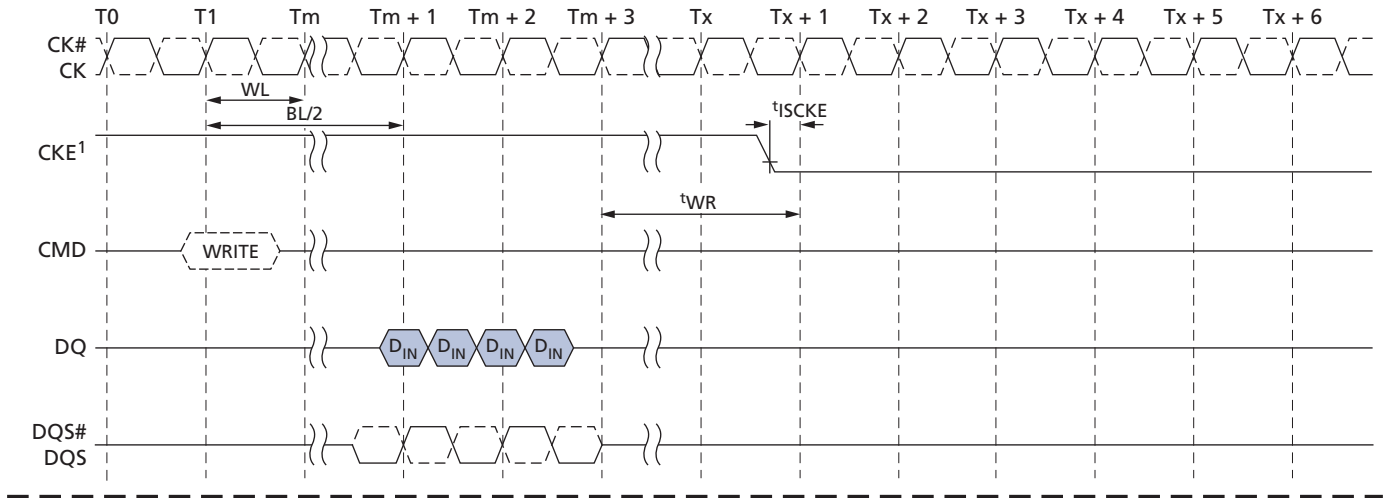 T0 T1 Tm Tm + 1 Tm + 2 Tm + 3 Tx Tx + 1 Tx + 2 Tx + 3 Tx + 4 Tx + 5 Tx + 6
CK#
CK
WL
BL/2
tISCKE
CKE1
tWR
CMD WRITE
DQ DIN DIN DIN DIN
DQS#
DQS